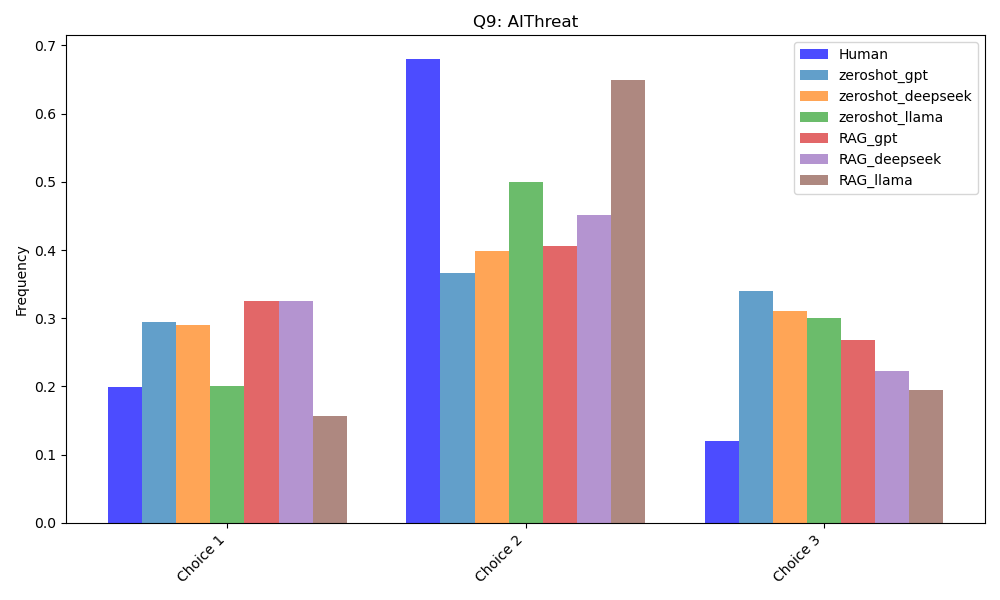 Q9: AIThreat
Frequency
0.7
0.6
0.5
0.4
0.3
0.2
0.1
0.0
Human
zeroshot_gpt
zeroshot_deepseek
zeroshot_llama
RAG_gpt
RAG_deepseek
RAG_llama
Choice 1
Choice 2
Choice 3